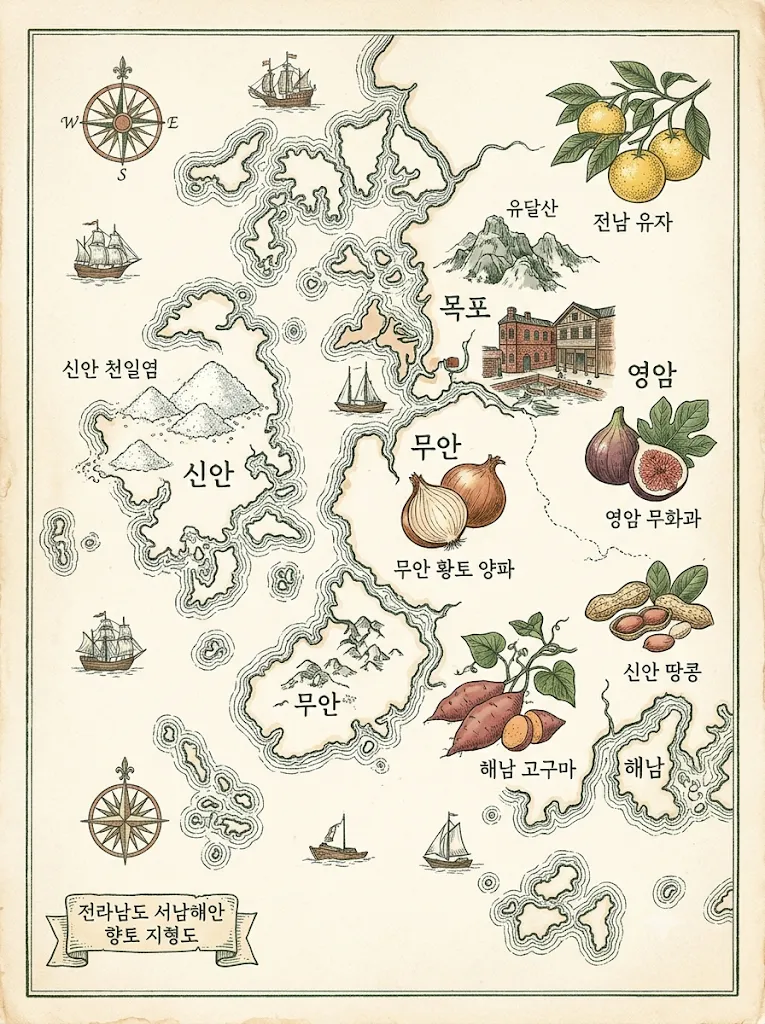 W
E
S
유달산
전남 유자
목포
신안 천일염
영암
무안
신안
영암 무화과
무안 황토 양파
신안 땅콩
무안
해남 고구마
해남
전라남도 서남해안
향토 지형도